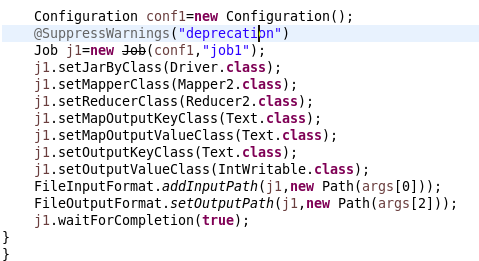 Configuration conf1=new Configuration();
@SuppressWarnings("deprecation")
Job j1=new Job(conf1,"job1");
j1.setJarByClass(Driver.class);
j1.setMapperClass(Mapper2.class);
j1.setReducerClass(Reducer2.class);
j1.setMapOutputKeyClass(Text.class);
j1.setMapOutputValueClass(Text.class);
j1.setOutputKeyClass(Text.class);
j1.setOutputValueClass(IntWritable.class);
FileInputFormat.addInputPath(j1,new Path(args[0]));
FileOutputFormat.setOutputPath(j1,new Path(args[2]));
j1.waitForCompletion(true);
}
}